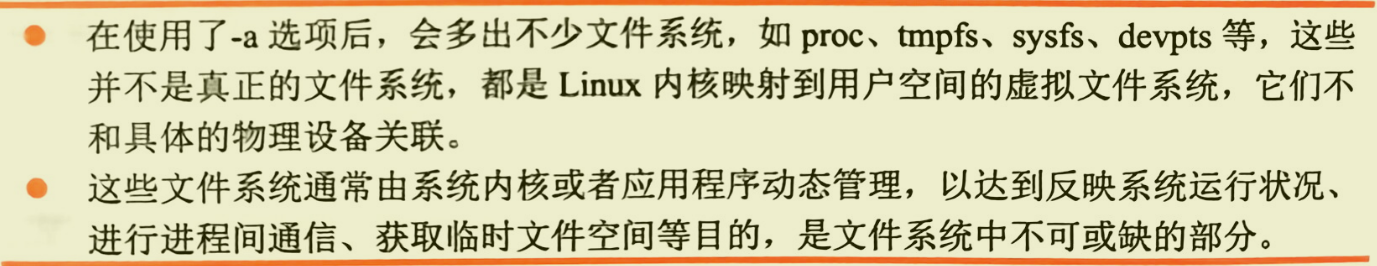 在使用了-a 选项后，会多出不少文件系统，如 proc、tmpfs、sysfs、devpts 等，这些
并不是真正的文件系统，都是 Linux 内核映射到用户空间的虚拟文件系统，它们不
和具体的物理设备关联。
这些文件系统通常由系统内核或者应用程序动态管理，以达到反映系统运行状况、
进行进程间通信、获取临时文件空间等目的，是文件系统中不可或缺的部分。